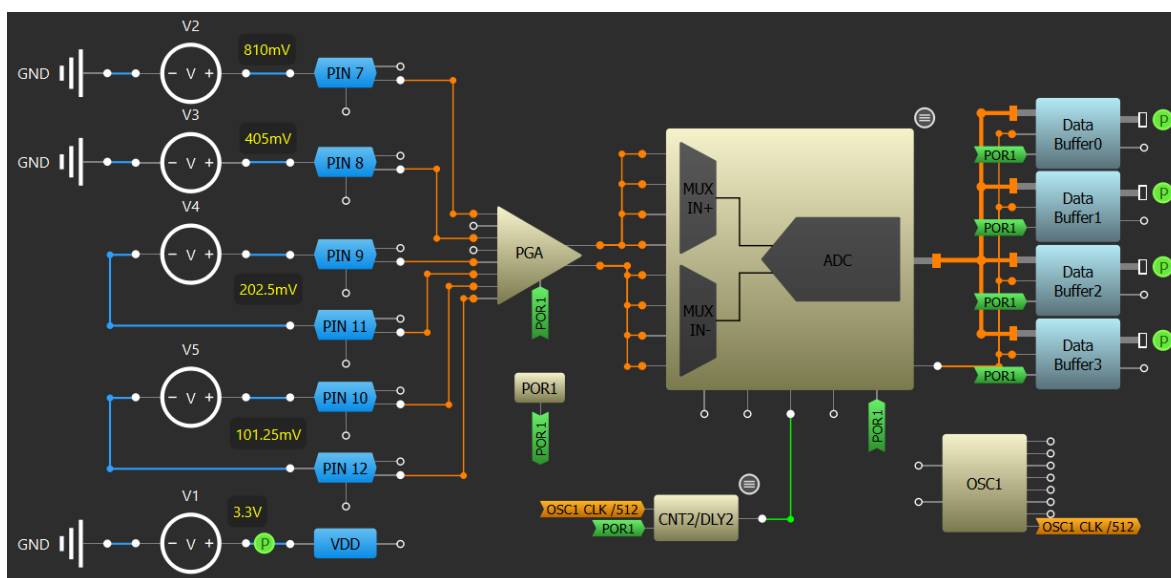 V2
810mV
GND
− V +
PIN 7
V3
405mV
GND
− V +
PIN 8
V4
− V +
PIN 9
202.5mV
PIN 11
V5
− V +
PIN 10
101.25mV
PIN 12
V1
3.3V
GND
− V +
P
VDD
PGA
POR1
POR1
POR1
MUX
IN+
MUX
IN-
ADC
POR1
OSC1 CLK /512
POR1
CNT2/DLY2
Data
Buffer0
POR1
P
Data
Buffer1
POR1
P
Data
Buffer2
POR1
P
Data
Buffer3
POR1
P
OSC1
OSC1 CLK /512